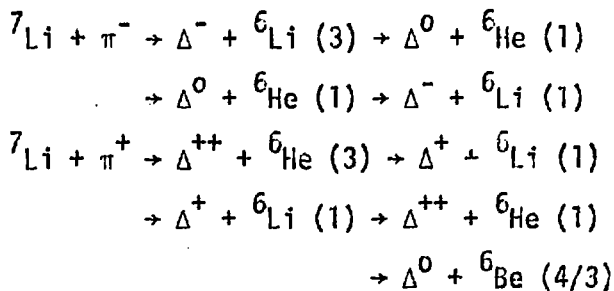 ⁷Li + π⁻ → Δ⁻ + ⁶Li (3) → Δ⁰ + ⁶He (1)
→ Δ⁰ + ⁶He (1) → Δ⁻ + ⁶Li (1)
⁷Li + π⁺ → Δ⁺⁺ + ⁶He (3) → Δ⁺ + ⁶Li (1)
→ Δ⁺ + ⁶Li (1) → Δ⁺⁺ + ⁶He (1)
→ Δ⁰ + ⁶Be (4/3)